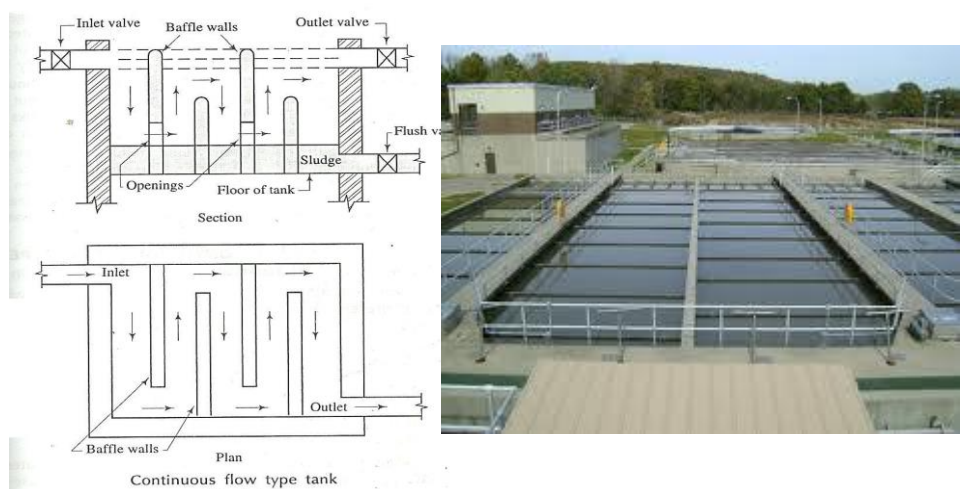 Inlet valve
Baffle walls
Outlet valve
Flush
Sludge
Openings
Floor of tank
Section
Inlet
Outlet
Baffle walls
Plan
Continuous flow type tank